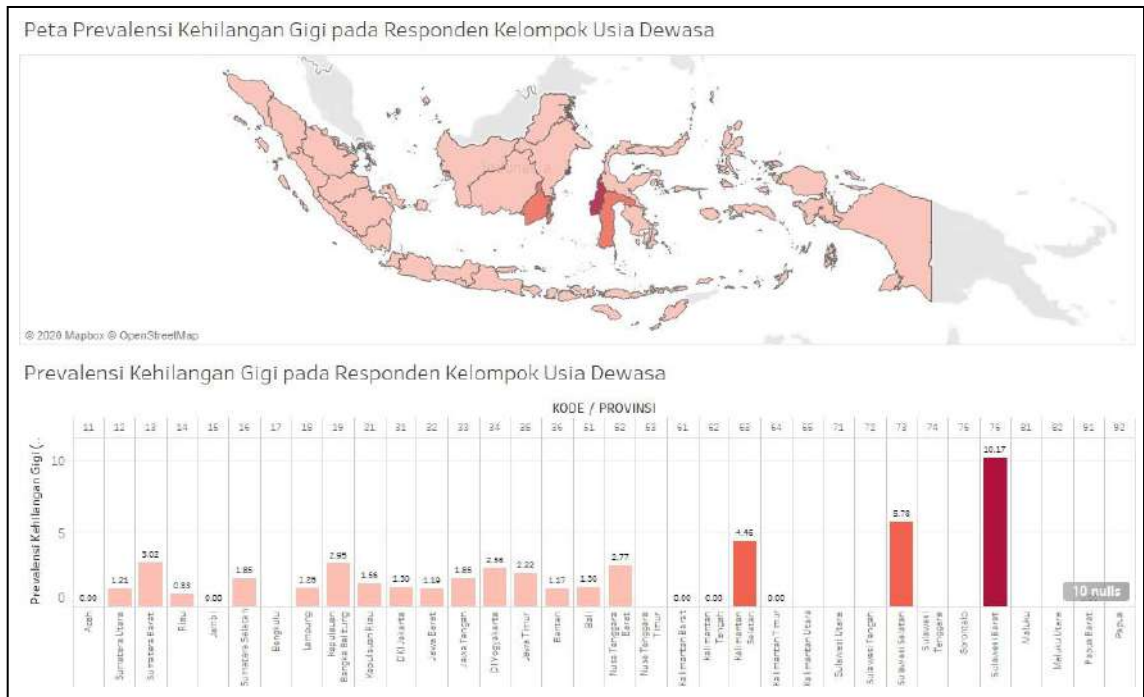 Peta Prevalensi Kehilangan Gigi pada Responden Kelompok Usia Dewasa
© 2020 Mapbox © OpenStreetMap
Prevalensi Kehilangan Gigi pada Responden Kelompok Usia Dewasa
KODE / PROVINSI
11 12 13 14 15 16 17 18 19 21 31 32 33 34 35 36 51 52 53 61 62 63 64 65 71 72 73 74 75 76 81 82 91 92
Prevalensi Kehilangan Gigi (..
10
5
0
0.00 1.21 3.02 0.83 0.00 1.85 2.95 1.56 1.30 1.19 1.85 2.22 1.17 1.30 2.77 0.00 0.00 4.45 0.00 10.17
10 nulls
Aceh
Sumatera Utara
Sumatera Barat
Riau
Jambi
Sumatera Selatan
Bengkulu
Lampung
Kepulauan
Bangka Belitung
Kepulauan Riau
DKI Jakarta
Jawa Barat
Jawa Tengah
DI Yogyakarta
Jawa Timur
Banten
Bali
Nusa Tenggara
Barat
Nusa Tenggara
Timur
Kalimantan Barat
Kalimantan
Tengah
Kalimantan
Selatan
Kalimantan Timur
Kalimantan Utara
Sulawesi Utara
Sulawesi Tengah
Sulawesi Selatan
Sulawesi
Tenggara
Gorontalo
Sulawesi Barat
Maluku
Maluku Utara
Papua Barat
Papua